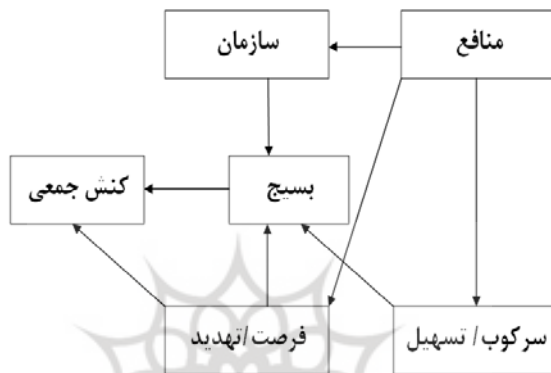 منافع
سازمان
بسیج
کنش جمعی
سرکوب/ تسهیل
فرصت/تهدید